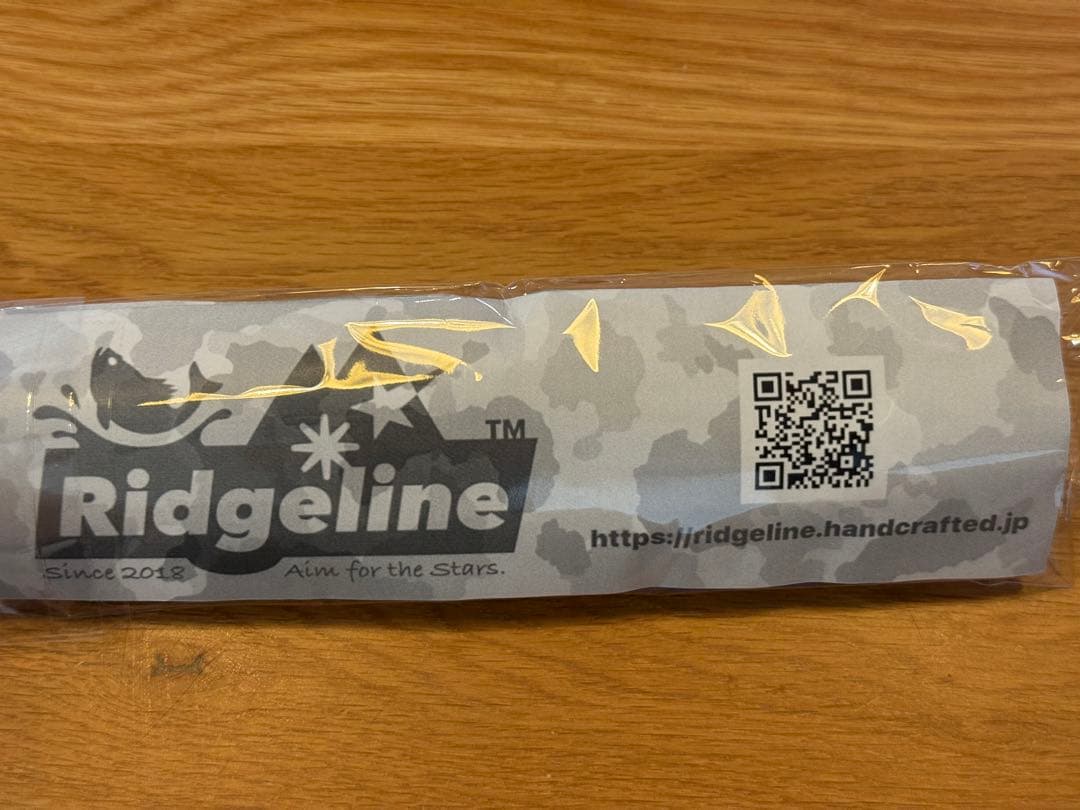 TM
Ridgeline
Since 2018 Aim for the Stars.
https://ridgeline.handcrafted.jp